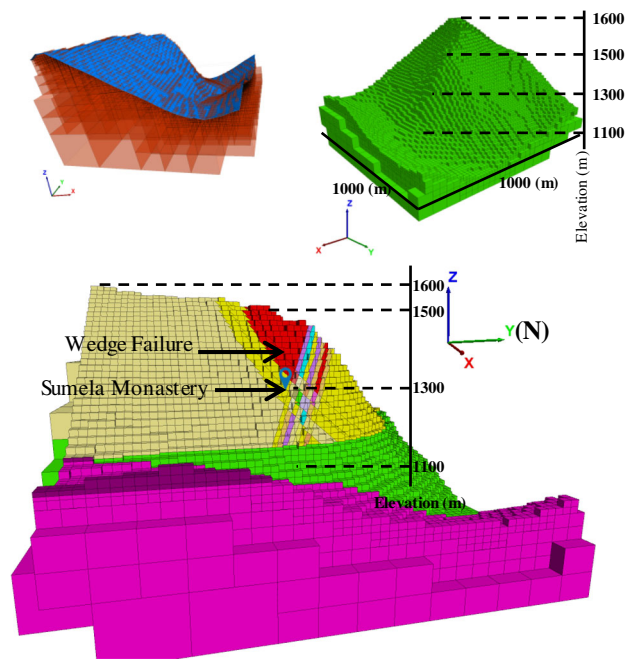 1600
1500
1300
1100
Elevation (m)
1000 (m)
1000 (m)
Z
Y
X
Z
X
Y
1600
1500
Z
Y
(N)
X
Wedge Failure
Sumela Monastery
1300
1100
Elevation (m)